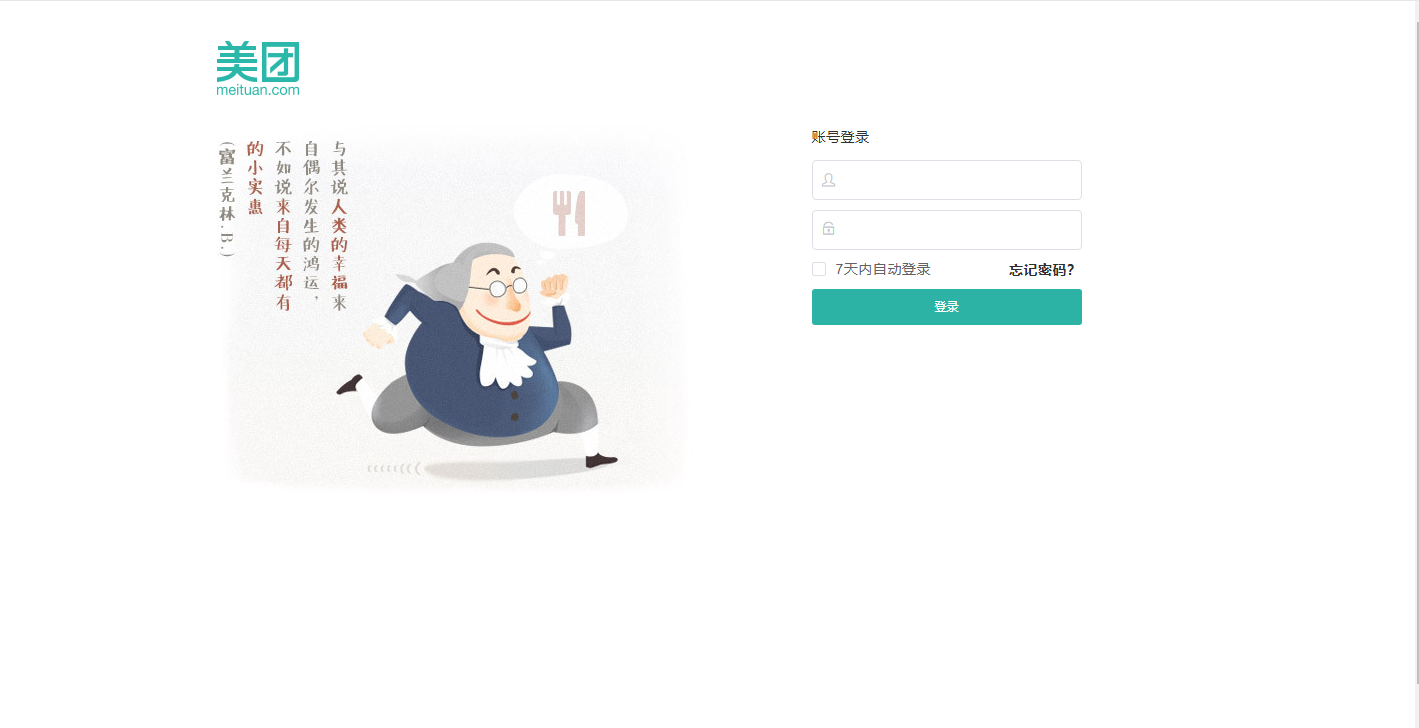 美团
meituan.com
与其说人类的幸福来
自偶尔发生的鸿运，
不如说来自每天都有
的小实惠
(富兰克林.B.)
账号登录
7天内自动登录
忘记密码?
登录